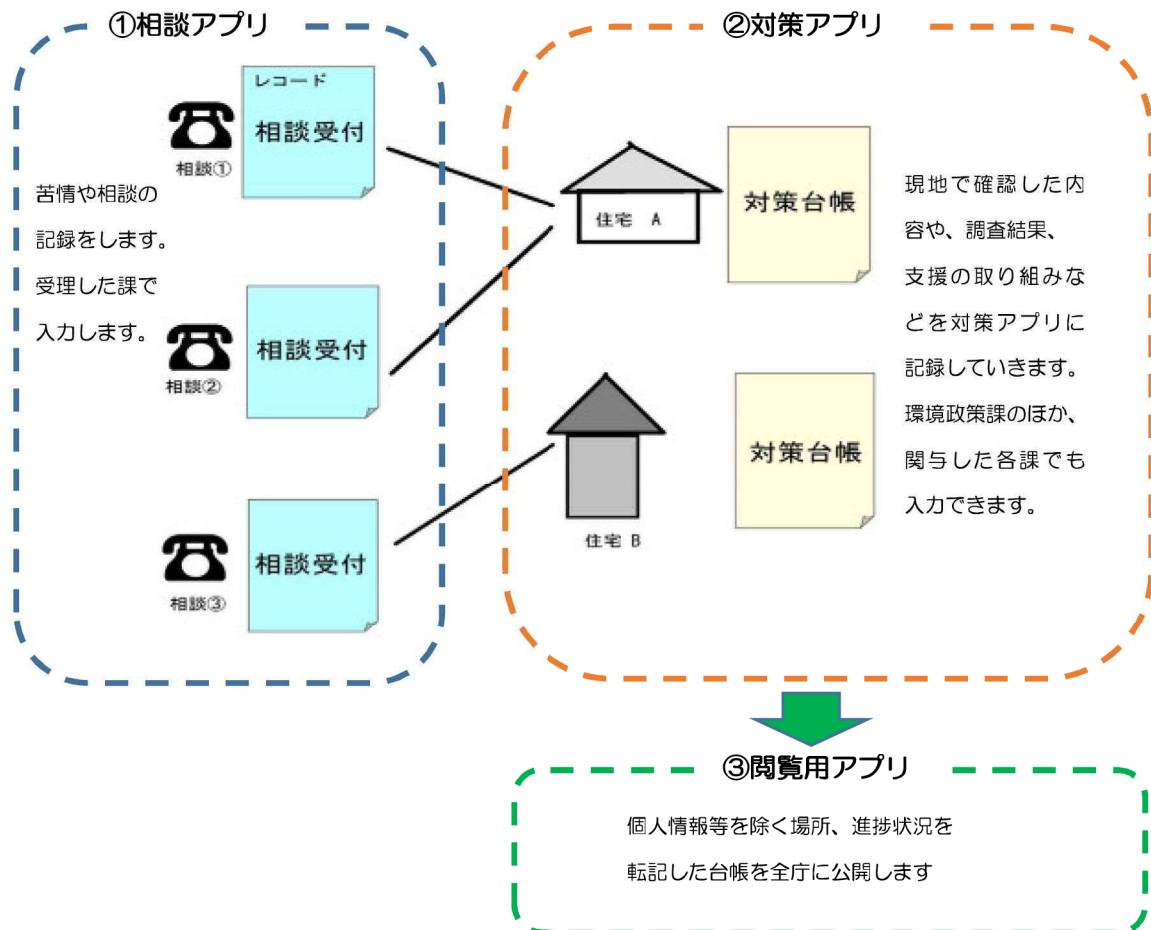 ①相談アプリ
レコード
相談受付
相談①
苦情や相談の
記録をします。
受理した課で
入力します。
相談受付
相談②
相談受付
相談③
②対策アプリ
住宅 A
対策台帳
住宅 B
対策台帳
現地で確認した内
容や、調査結果、
支援の取り組みな
どを対策アプリに
記録していきます。
環境政策課のほか、
関与した各課でも
入力できます。
③閲覧用アプリ
個人情報等を除く場所、進捗状況を
転記した台帳を全庁に公開します